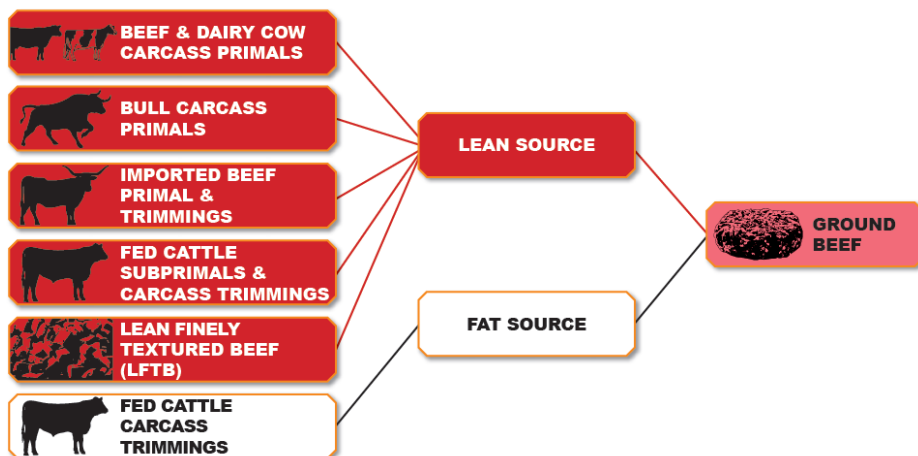 BEEF & DAIRY COW
CARCASS PRIMALS
BULL CARCASS
PRIMALS
IMPORTED BEEF
PRIMAL &
TRIMMINGS
FED CATTLE
SUBPRIMALS &
CARCASS TRIMMINGS
LEAN FINELY
TEXTURED BEEF
(LFTB)
FED CATTLE
CARCASS
TRIMMINGS
LEAN SOURCE
FAT SOURCE
GROUND
BEEF